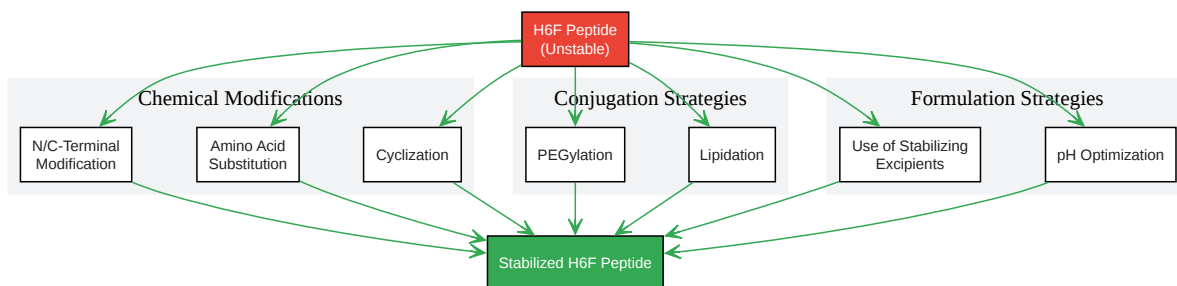 H6F Peptide
(Unstable)
Chemical Modifications
Conjugation Strategies
Formulation Strategies
N/C-Terminal
Modification
Amino Acid
Substitution
Cyclization
PEGylation
Lipidation
Use of Stabilizing
Excipients
pH Optimization
Stabilized H6F Peptide